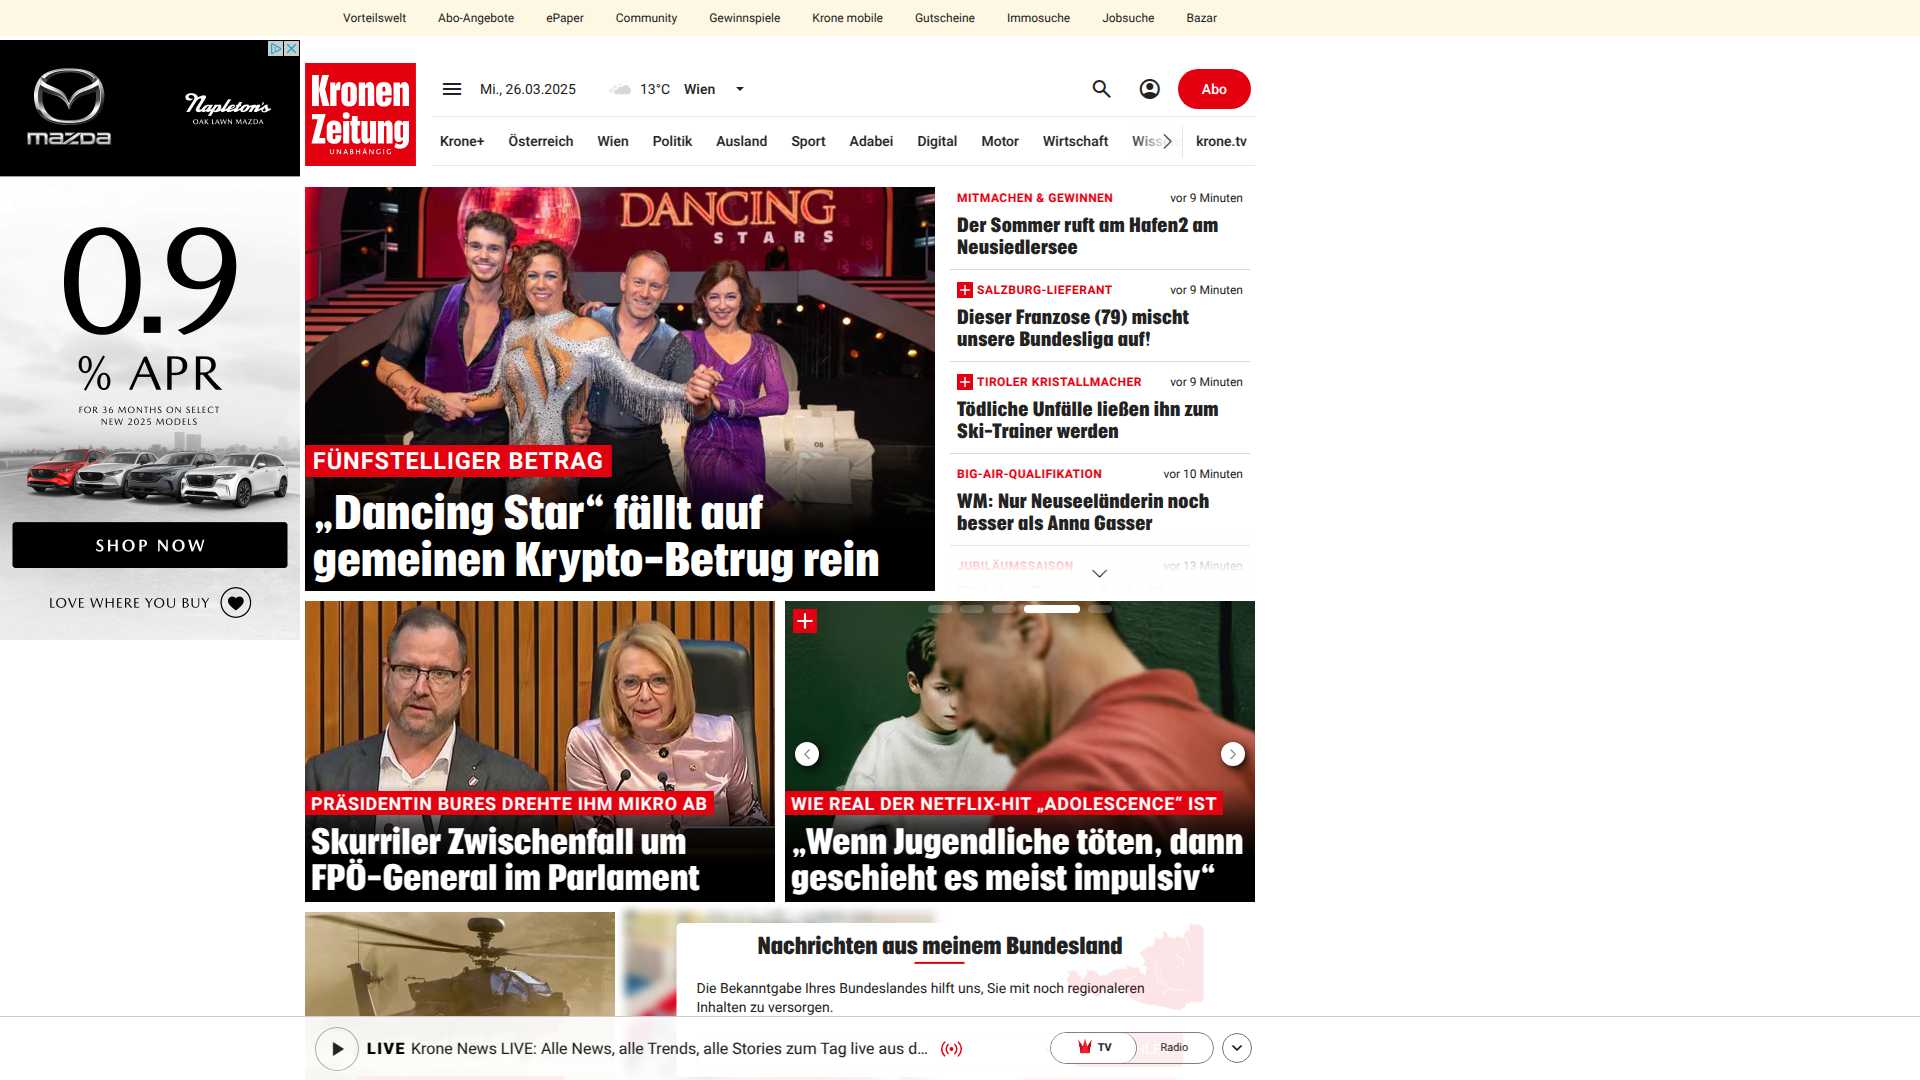 Vorteilswelt Abo-Angebote ePaper Community Gewinnspiele Krone mobile Gutscheine Immosuche Jobsuche Bazar
mazda
Napleton's
OAK LAWN MAZDA
0.9
% APR
FOR 36 MONTHS ON SELECT
NEW 2025 MODELS
SHOP NOW
LOVE WHERE YOU BUY
Kronen
Zeitung
UNABHÄNGIG
Mi., 26.03.2025 13°C Wien
Abo
Krone+ Österreich Wien Politik Ausland Sport Adabei Digital Motor Wirtschaft Wiss krone.tv
DANCING
STARS
FÜNFSTELLIGER BETRAG
„Dancing Star“ fällt auf
gemeinen Krypto-Betrug rein
MITMACHEN & GEWINNEN vor 9 Minuten
Der Sommer ruft am Hafen2 am
Neusiedlersee
SALZBURG-LIEFERANT vor 9 Minuten
Dieser Franzose (79) mischt
unsere Bundesliga auf!
TIROLER KRISTALLMACHER vor 9 Minuten
Tödliche Unfälle ließen ihn zum
Ski-Trainer werden
BIG-AIR-QUALIFIKATION vor 10 Minuten
WM: Nur Neuseeländerin noch
besser als Anna Gasser
JUBILÄUMSSAISON vor 13 Minuten
PRÄSIDENTIN BURES DREHTE IHM MIKRO AB
Skurriler Zwischenfall um
FPÖ-General im Parlament
WIE REAL DER NETFLIX-HIT „ADOLESCENCE“ IST
„Wenn Jugendliche töten, dann
geschieht es meist impulsiv“
Nachrichten aus meinem Bundesland
Die Bekanntgabe Ihres Bundeslandes hilft uns, Sie mit noch regionaleren
Inhalten zu versorgen.
LIVE Krone News LIVE: Alle News, alle Trends, alle Stories zum Tag live aus d...
TV Radio